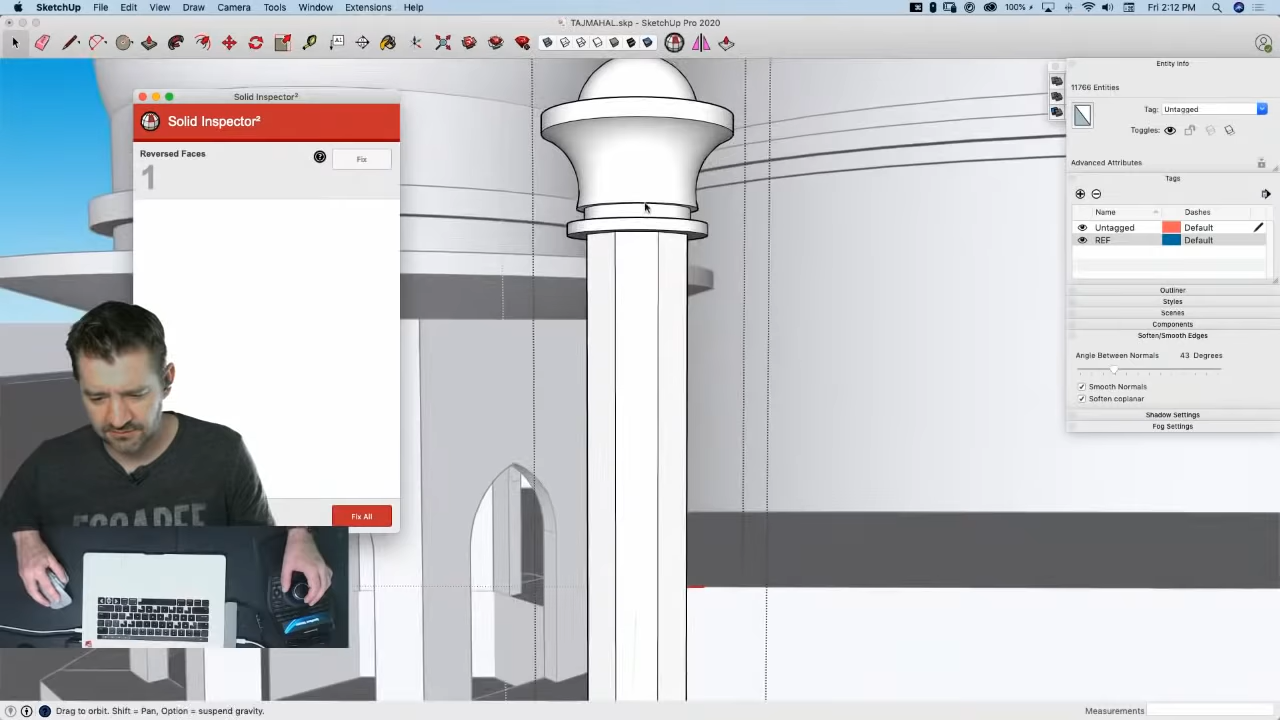 SketchUp File Edit View Draw Camera Tools Window Extensions Help
100% Fri 2:12 PM
TAJMAHAL.skp - SketchUp Pro 2020
Entity Info
11766 Entities
Tag: Untagged
Toggles:
Advanced Attributes
Tags
Name Dashes
Untagged Default
REF Default
Outliner
Styles
Scenes
Components
Soften/Smooth Edges
Angle Between Normals 43 Degrees
Smooth Normals
Soften coplanar
Shadow Settings
Fog Settings
Solid Inspector²
Solid Inspector²
Reversed Faces
1
Fix
Fix All
Drag to orbit. Shift = Pan, Option = suspend gravity.
Measurements